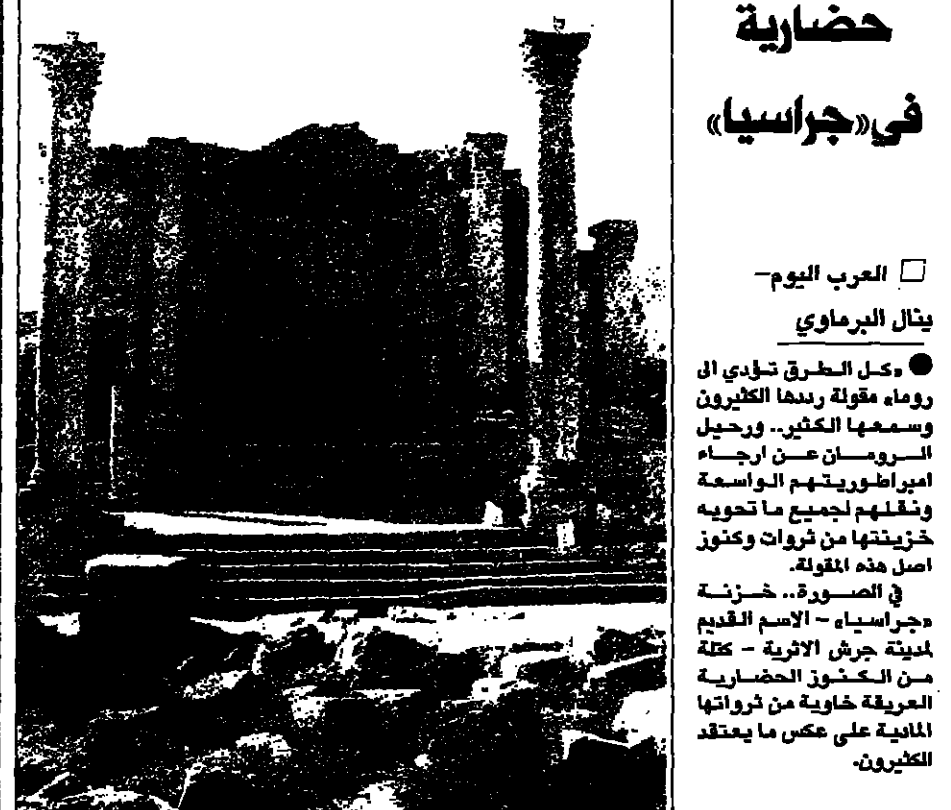 حضارية
في «جراسيا»
العرب اليوم–
ينال البرماوي
«كل الطرق تؤدي الى
روما» مقولة رددها الكثيرون
وسمعها الكثير.. ورحيل
الرومان عن ارجاء
امبراطوريتهم الواسعة
ونقلهم لجميع ما تحويه
خزينتها من ثروات وكنوز
اصل هذه المقولة.
في الصورة.. خزنة
«جراسيا» – الاسم القديم
لمدينة جرش الاثرية – كتلة
من الكنوز الحضارية
العريقة خاوية من ثرواتها
المادية على عكس ما يعتقد
الكثيرون.